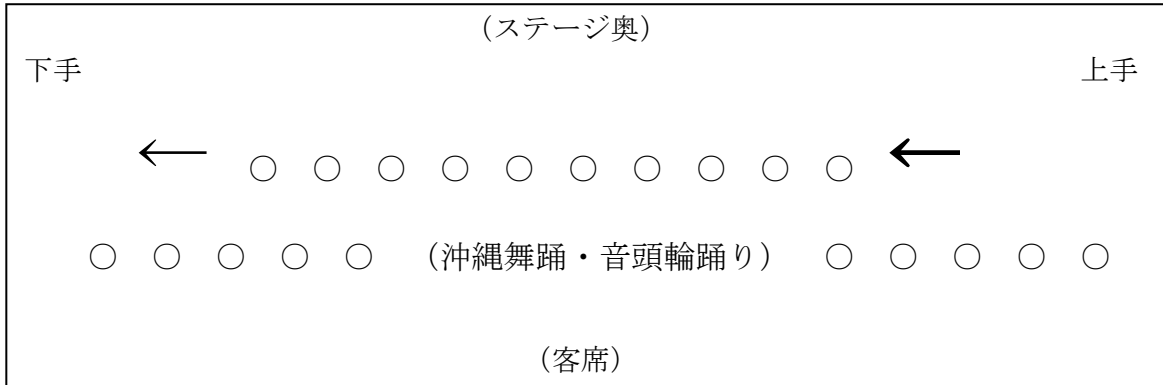 (ステージ奥)
下手 上手
← ○ ○ ○ ○ ○ ○ ○ ○ ○ ○ ←
○ ○ ○ ○ ○ (沖縄舞踊・音頭輪踊り) ○ ○ ○ ○ ○
(客席)